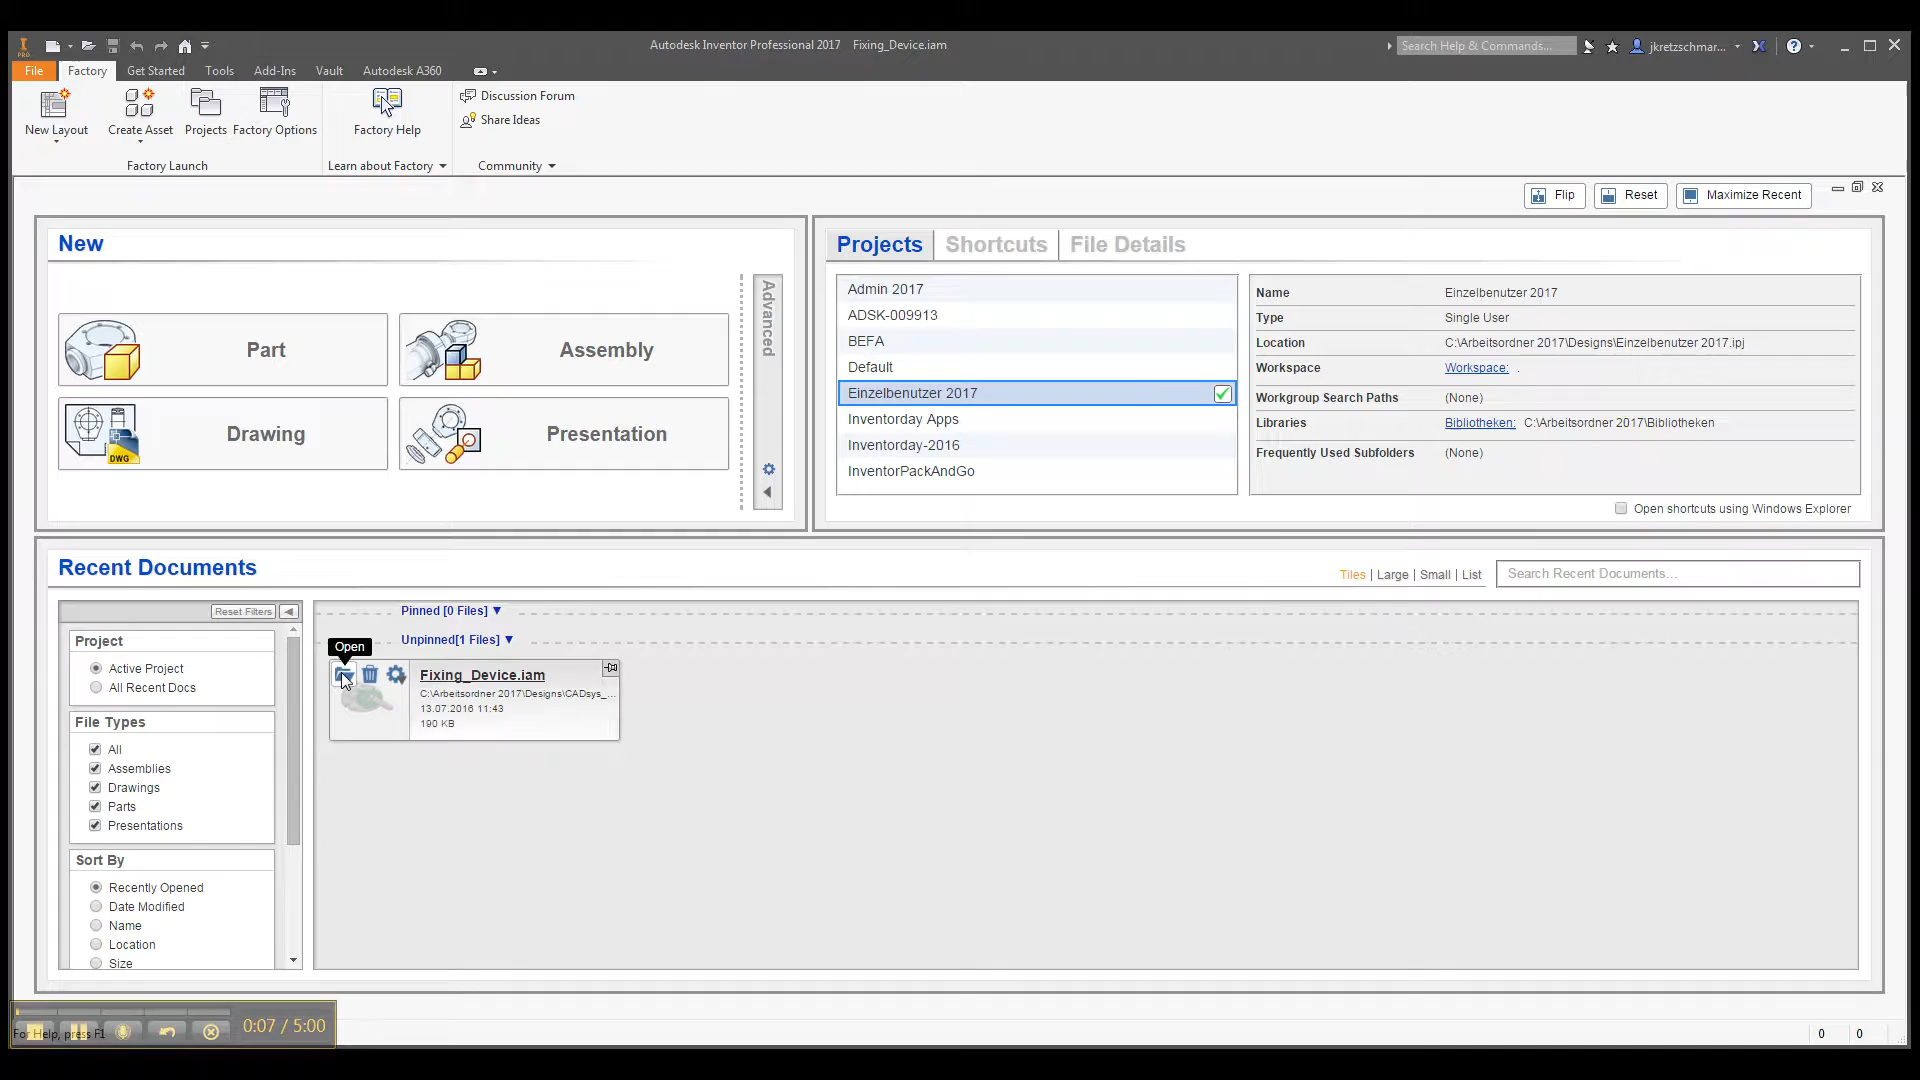 Autodesk Inventor Professional 2017 Fixing_Device.iam
Search Help & Commands...
jkretzschmar...
File Factory Get Started Tools Add-Ins Vault Autodesk A360
New Layout Create Asset Projects Factory Options Factory Help
Discussion Forum
Share Ideas
Factory Launch Learn about Factory Community
Flip Reset Maximize Recent
New
Part
Assembly
Drawing
DWG
Presentation
Advanced
Projects Shortcuts File Details
Admin 2017
ADSK-009913
BEFA
Default
Einzelbenutzer 2017
Inventorday Apps
Inventorday-2016
InventorPackAndGo
Name Einzelbenutzer 2017
Type Single User
Location C:\Arbeitsordner 2017\Designs\Einzelbenutzer 2017.ipj
Workspace Workspace: .
Workgroup Search Paths (None)
Libraries Bibliotheken: C:\Arbeitsordner 2017\Bibliotheken
Frequently Used Subfolders (None)
Open shortcuts using Windows Explorer
Recent Documents
Tiles | Large | Small | List
Search Recent Documents...
Reset Filters
Project
Active Project
All Recent Docs
File Types
All
Assemblies
Drawings
Parts
Presentations
Sort By
Recently Opened
Date Modified
Name
Location
Size
Pinned [0 Files]
Unpinned[1 Files]
Open
Fixing_Device.iam
C:\Arbeitsordner 2017\Designs\CADsys_...
13.07.2016 11:43
190 KB
0:07 / 5:00
For Help, press F1
0 0
PRO